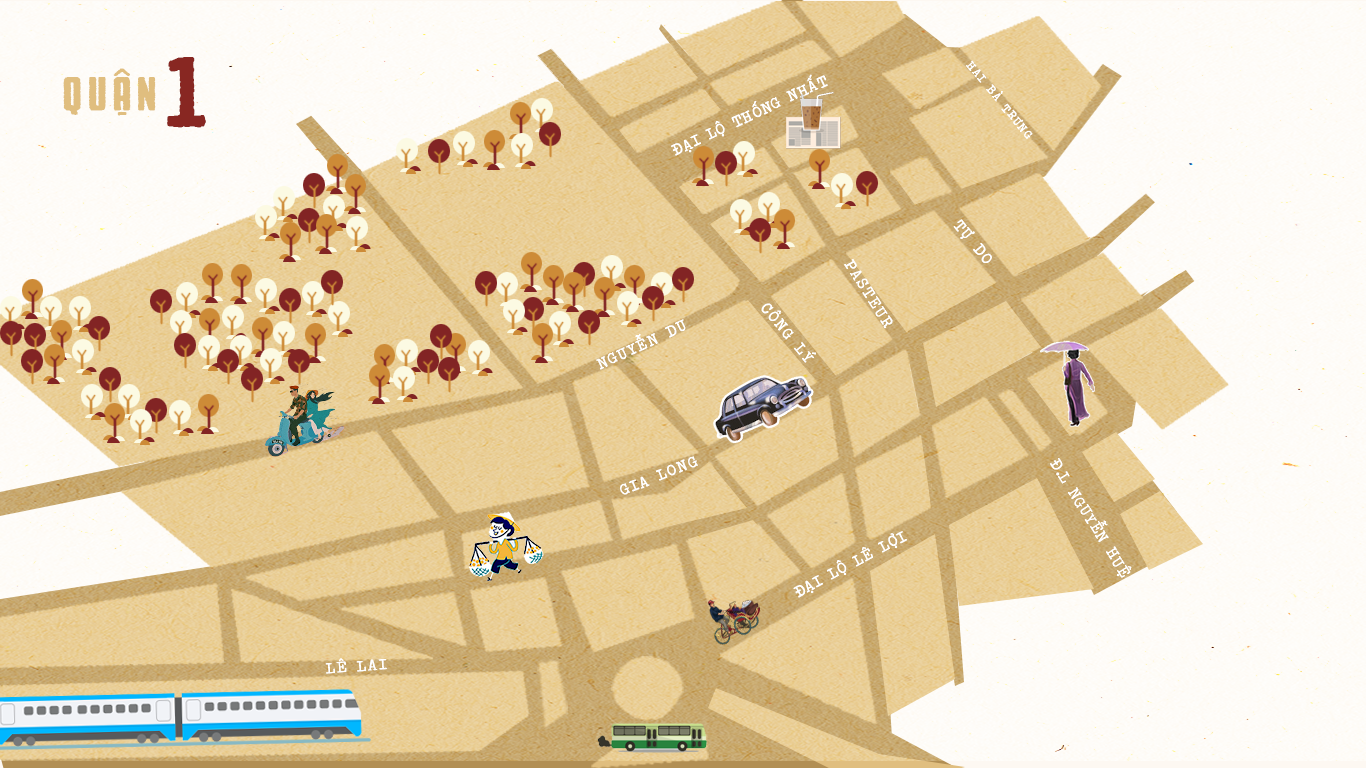 QUẬN 1
HAI BÀ TRƯNG
ĐẠI LỘ THỐNG NHẤT
TỰ DO
PASTEUR
CÔNG LÝ
NGUYỄN DU
GIA LONG
Đ.L NGUYỄN HUỆ
ĐẠI LỘ LÊ LỢI
LÊ LAI